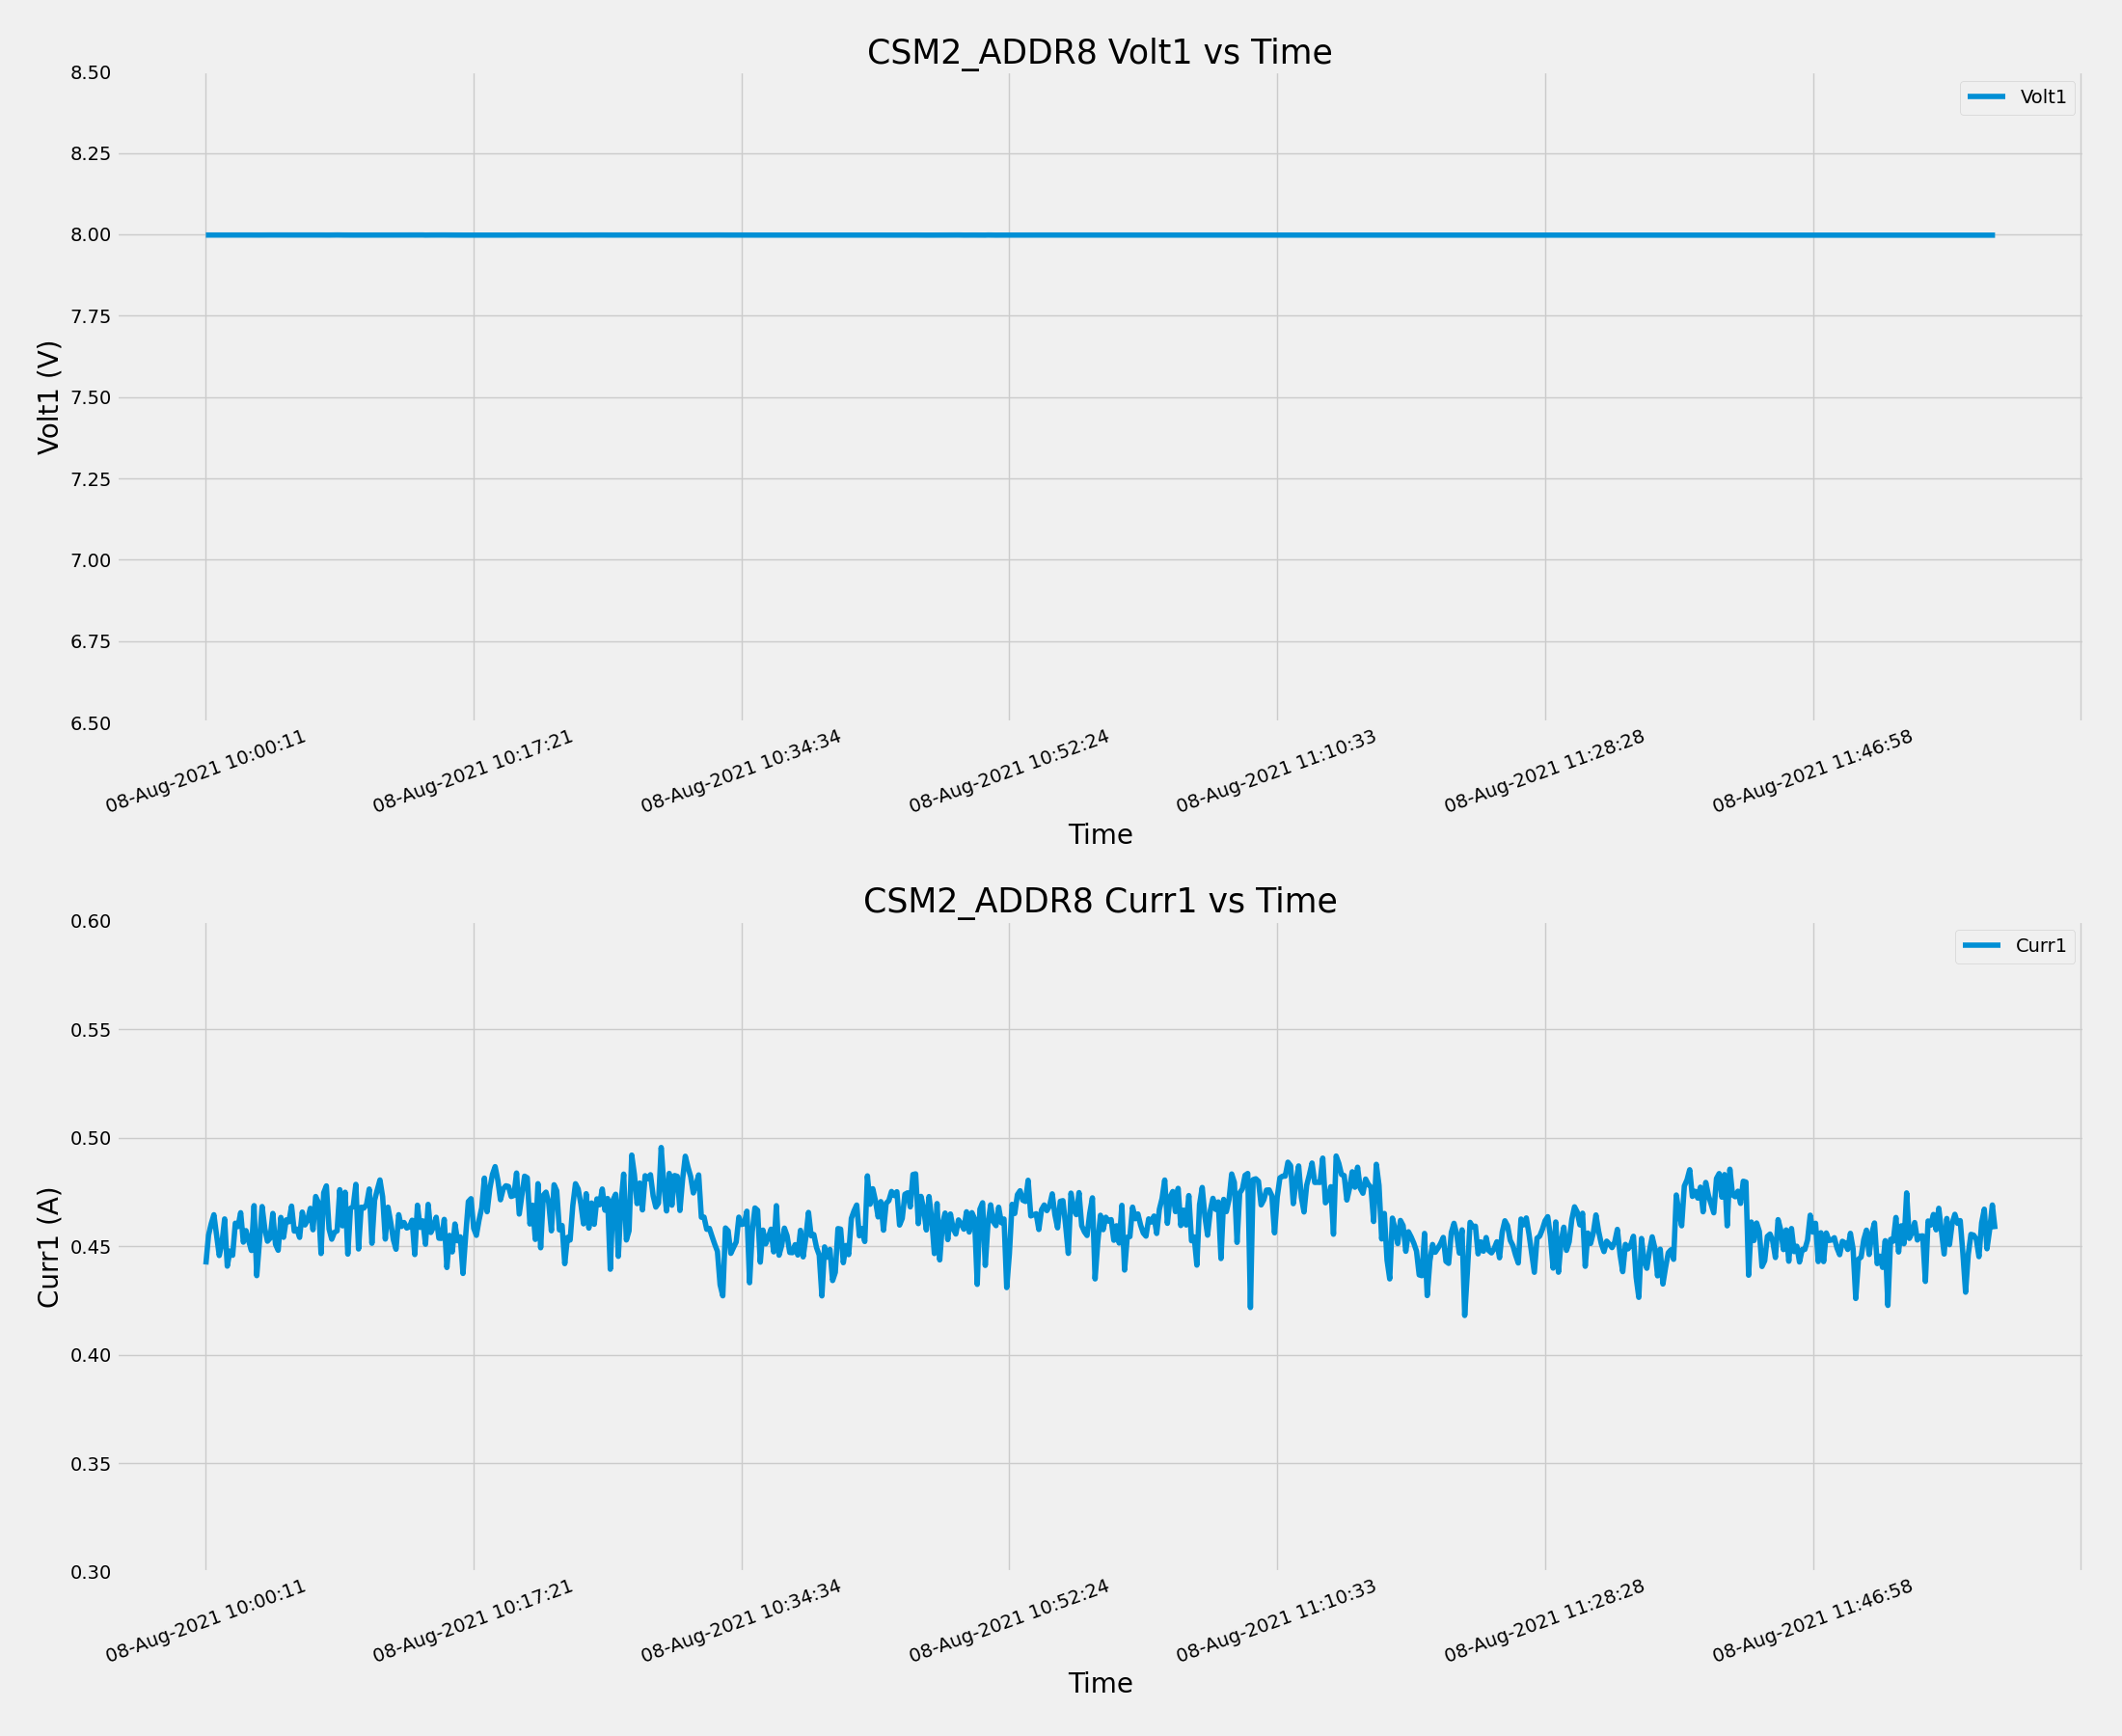 CSM2_ADDR8 Volt1 vs Time
8.50
8.25
8.00
7.75
7.50
7.25
7.00
6.75
6.50
Volt1 (V)
Volt1
08-Aug-2021 10:00:11
08-Aug-2021 10:17:21
08-Aug-2021 10:34:34
08-Aug-2021 10:52:24
08-Aug-2021 11:10:33
08-Aug-2021 11:28:28
08-Aug-2021 11:46:58
Time
CSM2_ADDR8 Curr1 vs Time
0.60
0.55
0.50
0.45
0.40
0.35
0.30
Curr1 (A)
Curr1
08-Aug-2021 10:00:11
08-Aug-2021 10:17:21
08-Aug-2021 10:34:34
08-Aug-2021 10:52:24
08-Aug-2021 11:10:33
08-Aug-2021 11:28:28
08-Aug-2021 11:46:58
Time